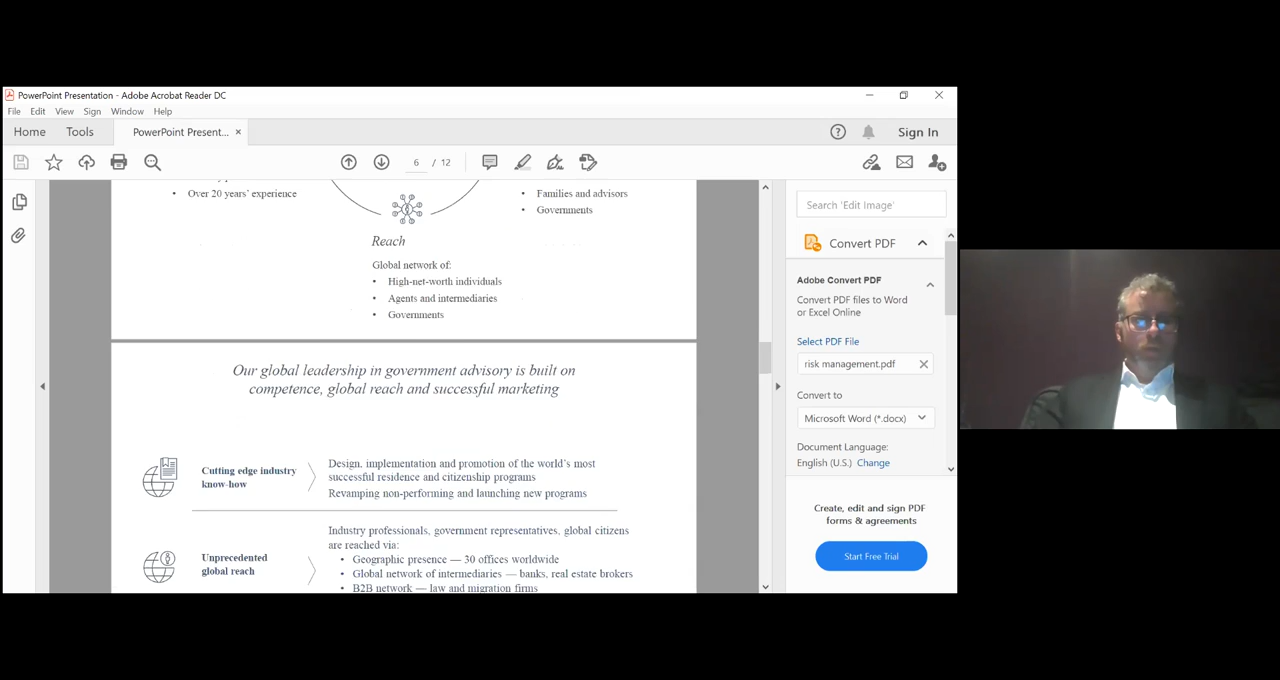 PowerPoint Presentation - Adobe Acrobat Reader DC
File Edit View Sign Window Help
Home Tools PowerPoint Present... × Sign In
6 / 12
• Over 20 years' experience
• Families and advisors
• Governments
Reach
Global network of:
• High-net-worth individuals
• Agents and intermediaries
• Governments
Our global leadership in government advisory is built on
competence, global reach and successful marketing
Cutting edge industry
know-how
Design, implementation and promotion of the world's most
successful residence and citizenship programs
Revamping non-performing and launching new programs
Unprecedented
global reach
Industry professionals, government representatives, global citizens
are reached via:
• Geographic presence — 30 offices worldwide
• Global network of intermediaries — banks, real estate brokers
• B2B network — law and migration firms
Search 'Edit Image'
Convert PDF
Adobe Convert PDF
Convert PDF files to Word
or Excel Online
Select PDF File
risk management.pdf
Convert to
Microsoft Word (*.docx)
Document Language:
English (U.S.) Change
Create, edit and sign PDF
forms & agreements
Start Free Trial